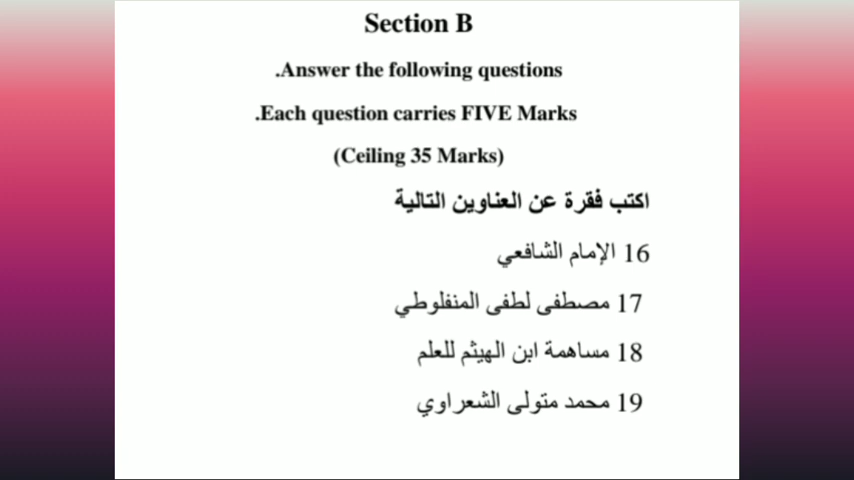 Section B
.Answer the following questions
.Each question carries FIVE Marks
(Ceiling 35 Marks)
اكتب فقرة عن العناوين التالية
16 الإمام الشافعي
17 مصطفى لطفى المنفلوطي
18 مساهمة ابن الهيثم للعلم
19 محمد متولى الشعراوي